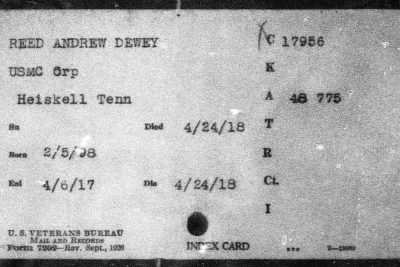 REED ANDREW DEWEY
C 17956
USMC Crp
K
Heiskell Tenn
A 48 775
Sn Died 4/24/18
T
Born 2/5/98
R
Enl 4/6/17 Dis 4/24/18
CL
I
U. S. VETERANS BUREAU
MAIL AND RECORDS
Form 7202—Rev. Sept., 1926
INDEX CARD